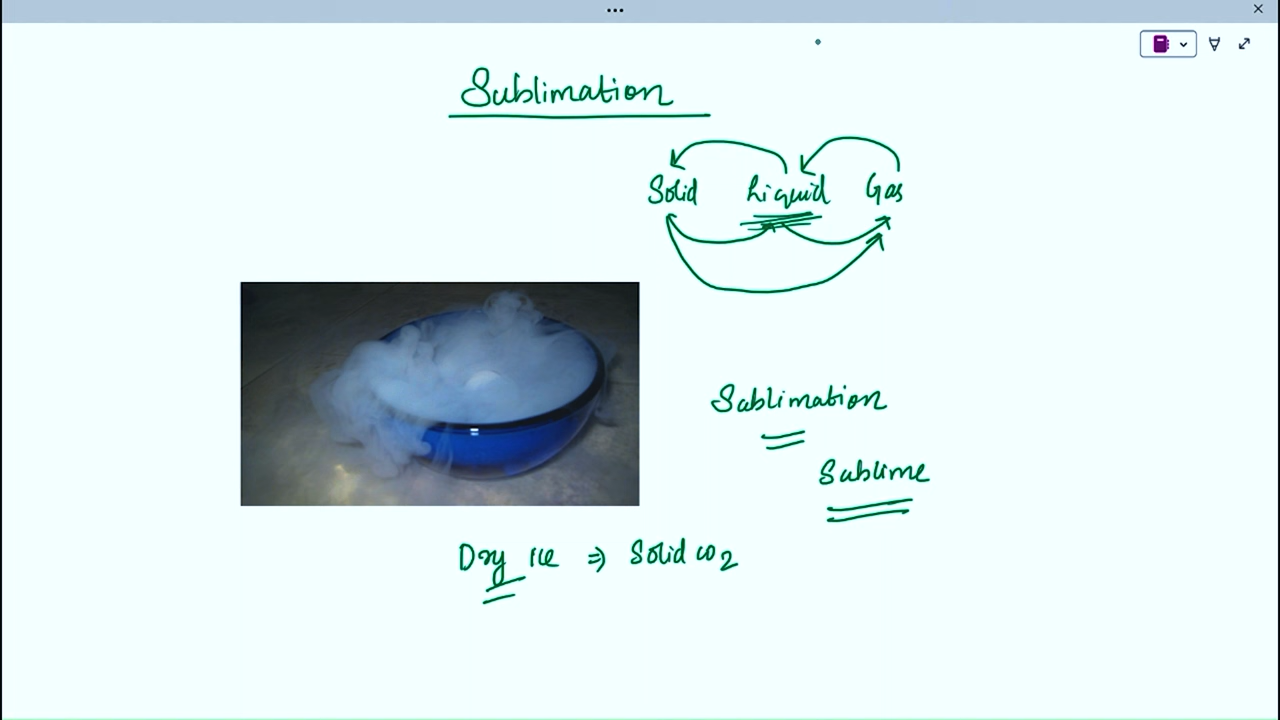 Sublimation
Solid Liquid Gas
Sublimation
Sublime
Dry Ice ⇒ Solid CO2